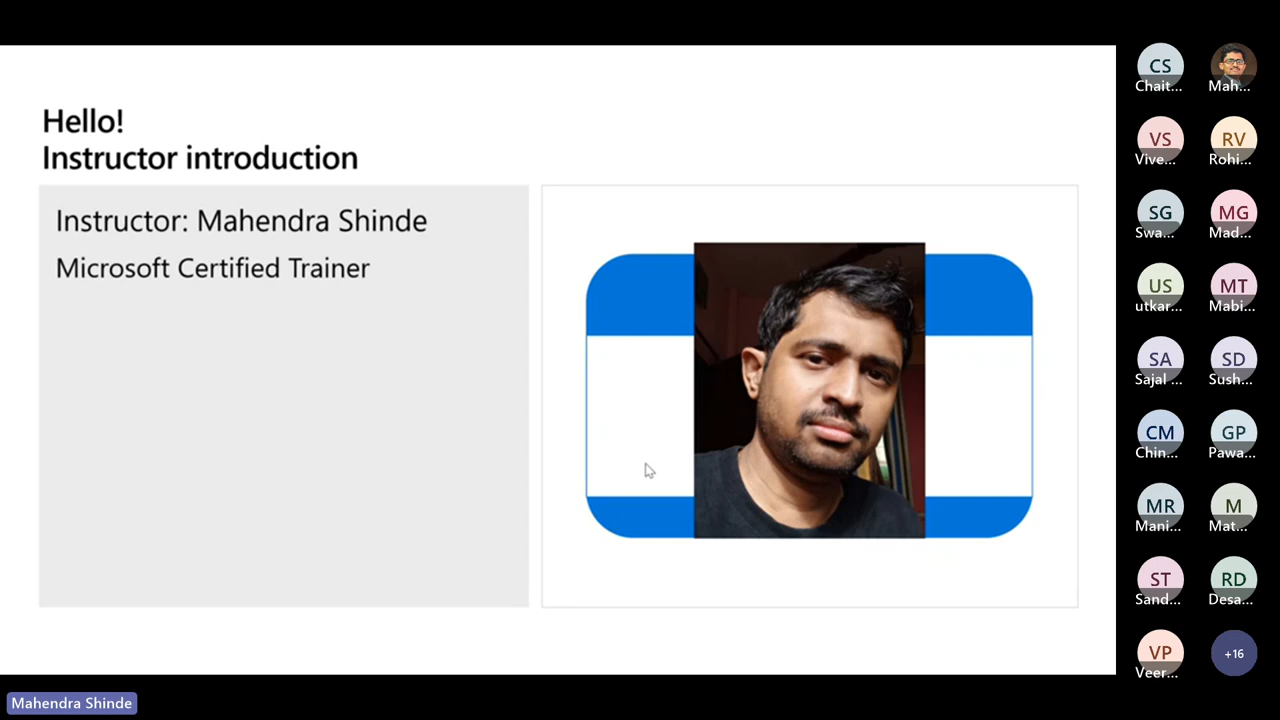 Hello!
Instructor introduction
Instructor: Mahendra Shinde
Microsoft Certified Trainer
CS
Chait...
Mah...
VS
Vive...
RV
Rohi...
SG
Swa...
MG
Mad...
US
utkar...
MT
Mabi...
SA
Sajal ...
SD
Sush...
CM
Chin...
GP
Pawa...
MR
Mani...
M
Mat...
ST
Sand...
RD
Desa...
VP
Veer...
+16
Mahendra Shinde